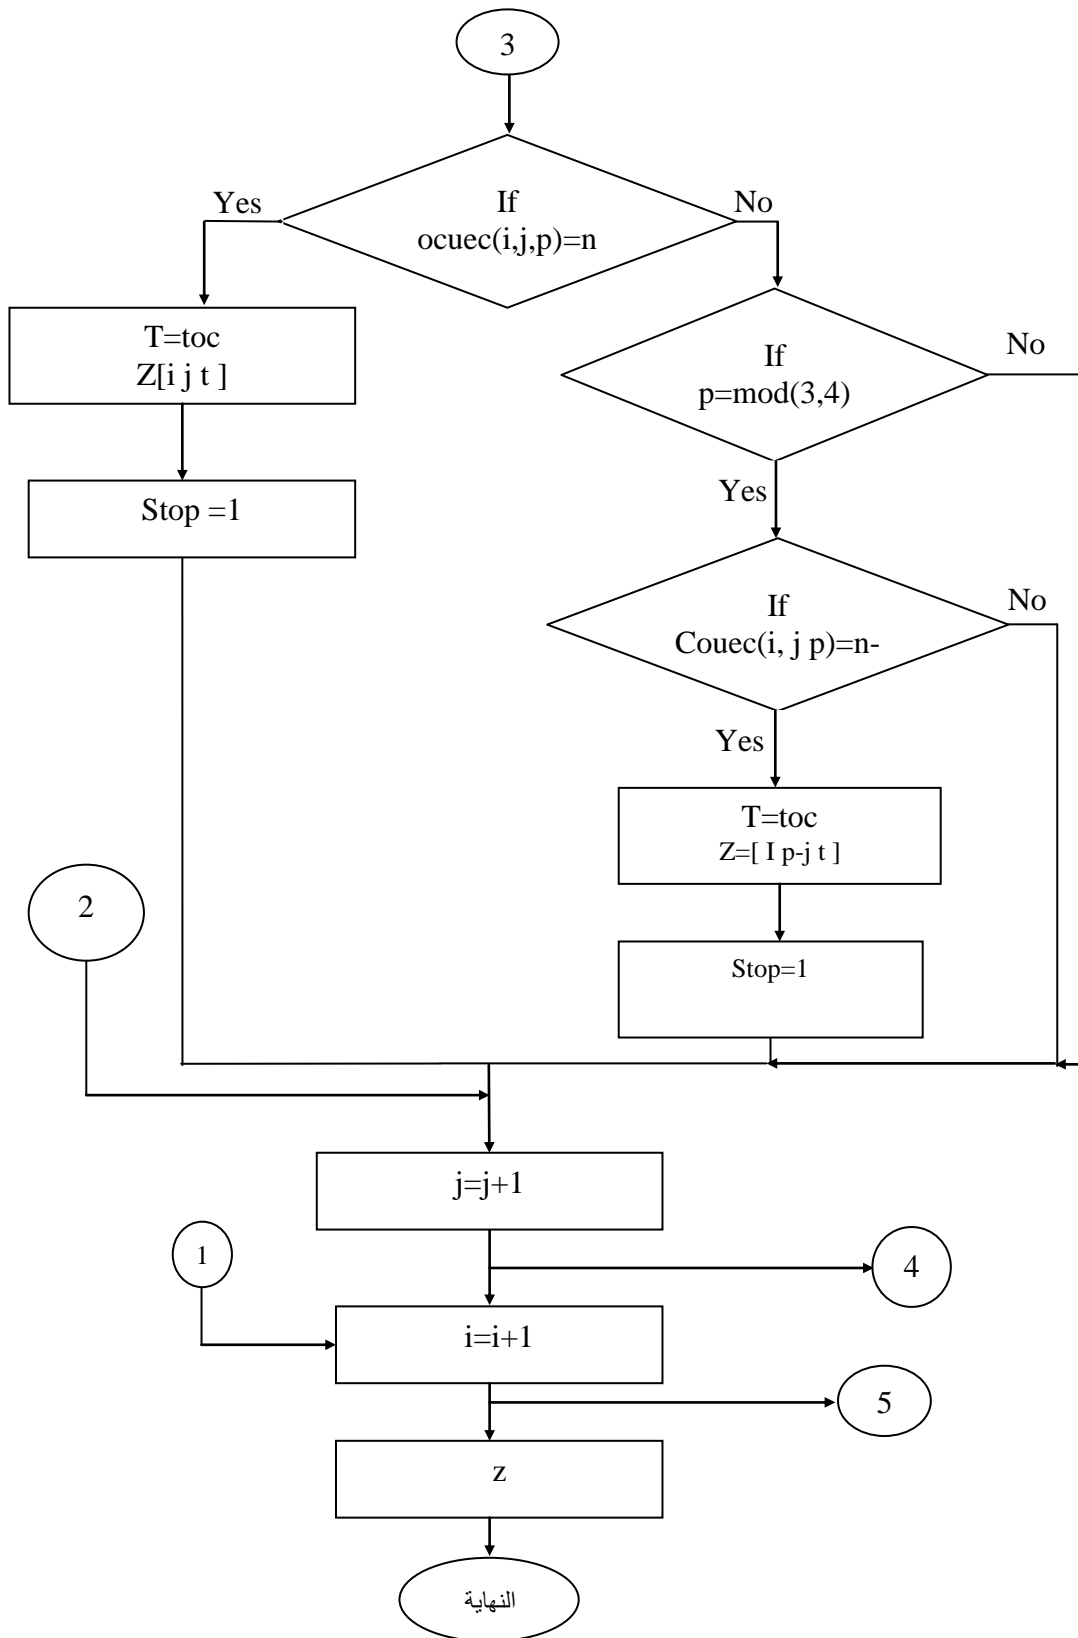 3
Yes
No
If
ocuec(i,j,p)=n
T=toc
Z[i j t ]
If
p=mod(3,4)
No
Stop =1
Yes
If
Couec(i, j p)=n-
No
Yes
T=toc
Z=[ I p-j t ]
2
Stop=1
j=j+1
1
4
i=i+1
5
z
النهاية